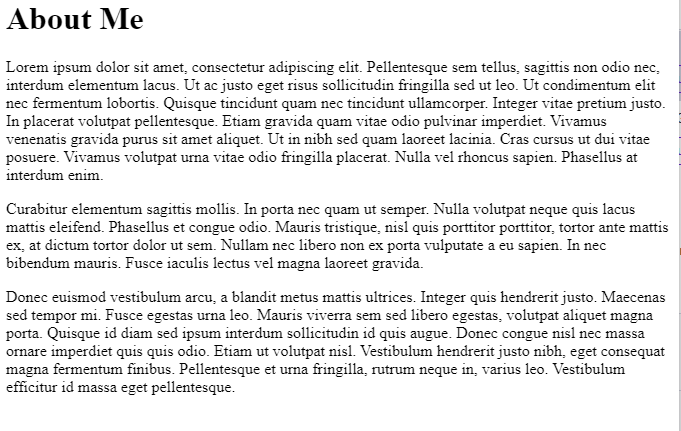 About Me
Lorem ipsum dolor sit amet, consectetur adipiscing elit. Pellentesque sem tellus, sagittis non odio nec,
interdum elementum lacus. Ut ac justo eget risus sollicitudin fringilla sed ut leo. Ut condimentum elit
nec fermentum lobortis. Quisque tincidunt quam nec tincidunt ullamcorper. Integer vitae pretium justo.
In placerat volutpat pellentesque. Etiam gravida quam vitae odio pulvinar imperdiet. Vivamus
venenatis gravida purus sit amet aliquet. Ut in nibh sed quam laoreet lacinia. Cras cursus ut dui vitae
posuere. Vivamus volutpat urna vitae odio fringilla placerat. Nulla vel rhoncus sapien. Phasellus at
interdum enim.
Curabitur elementum sagittis mollis. In porta nec quam ut semper. Nulla volutpat neque quis lacus
mattis eleifend. Phasellus et congue odio. Mauris tristique, nisl quis porttitor porttitor, tortor ante mattis
ex, at dictum tortor dolor ut sem. Nullam nec libero non ex porta vulputate a eu sapien. In nec
bibendum mauris. Fusce iaculis lectus vel magna laoreet gravida.
Donec euismod vestibulum arcu, a blandit metus mattis ultrices. Integer quis hendrerit justo. Maecenas
sed tempor mi. Fusce egestas urna leo. Mauris viverra sem sed libero egestas, volutpat aliquet magna
porta. Quisque id diam sed ipsum interdum sollicitudin id quis augue. Donec congue nisl nec massa
ornare imperdiet quis quis odio. Etiam ut volutpat nisl. Vestibulum hendrerit justo nibh, eget consequat
magna fermentum finibus. Pellentesque et urna fringilla, rutrum neque in, varius leo. Vestibulum
efficitur id massa eget pellentesque.